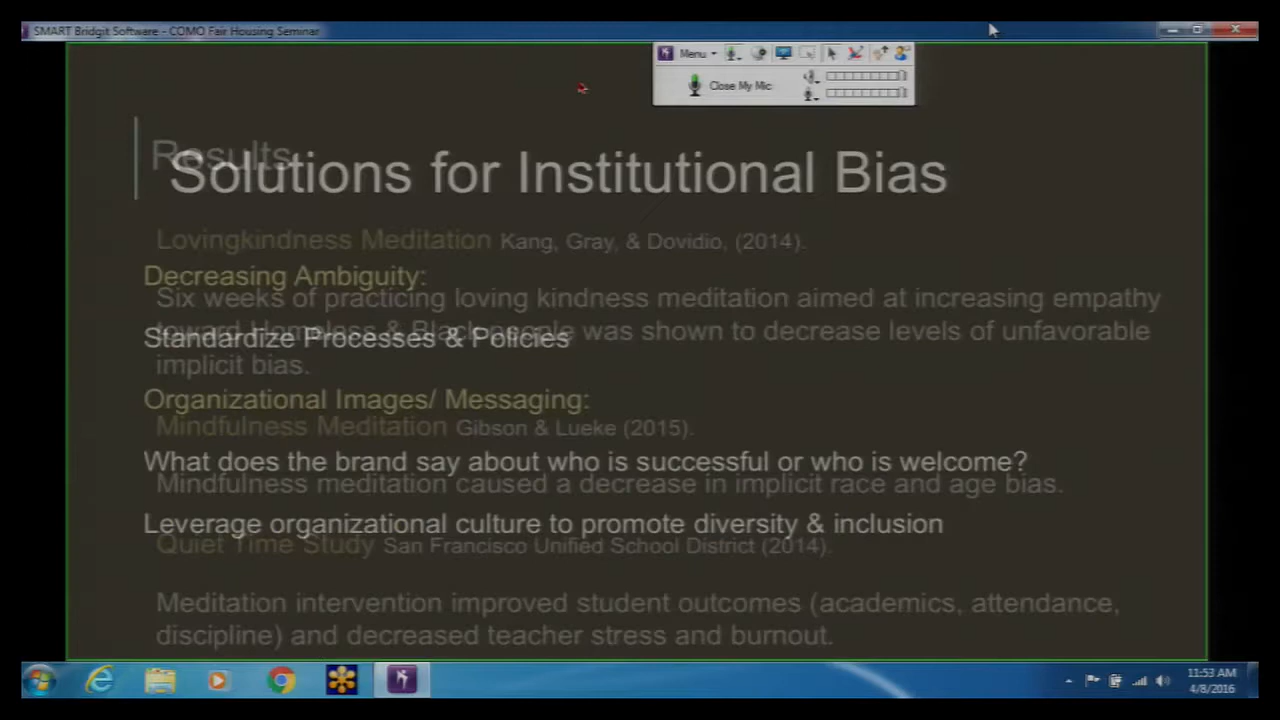 SMART Bridgit Software - COMO Fair Housing Seminar
Menu
Close My Mic
Results
Solutions for Institutional Bias
Lovingkindness Meditation Kang, Gray, & Dovidio, (2014).
Decreasing Ambiguity:
Six weeks of practicing loving kindness meditation aimed at increasing empathy
toward Homeless & Black people was shown to decrease levels of unfavorable
Standardize Processes & Policies
implicit bias.
Organizational Images/ Messaging:
Mindfulness Meditation Gibson & Lueke (2015).
What does the brand say about who is successful or who is welcome?
Mindfulness meditation caused a decrease in implicit race and age bias.
Leverage organizational culture to promote diversity & inclusion
Quiet Time Study San Francisco Unified School District (2014).
Meditation intervention improved student outcomes (academics, attendance,
discipline) and decreased teacher stress and burnout.
11:53 AM
4/8/2016